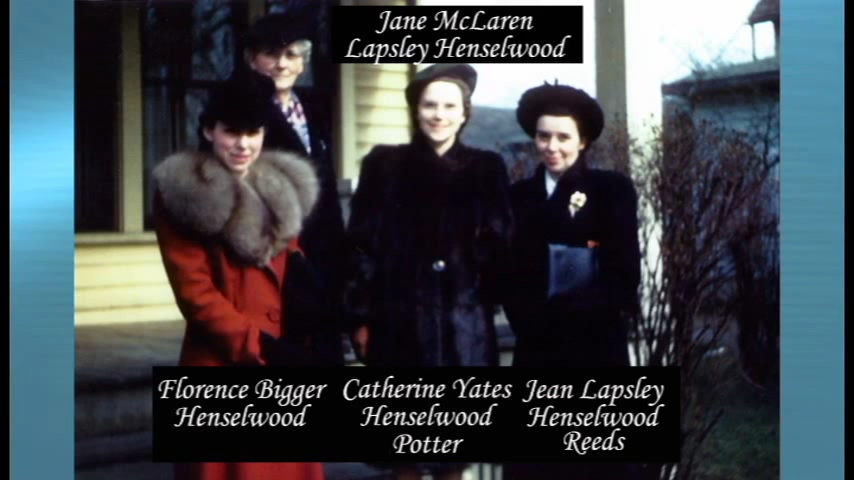 Jane McLaren
Lapsley Henselwood
Florence Bigger
Henselwood
Catherine Yates
Henselwood
Potter
Jean Lapsley
Henselwood
Reeds